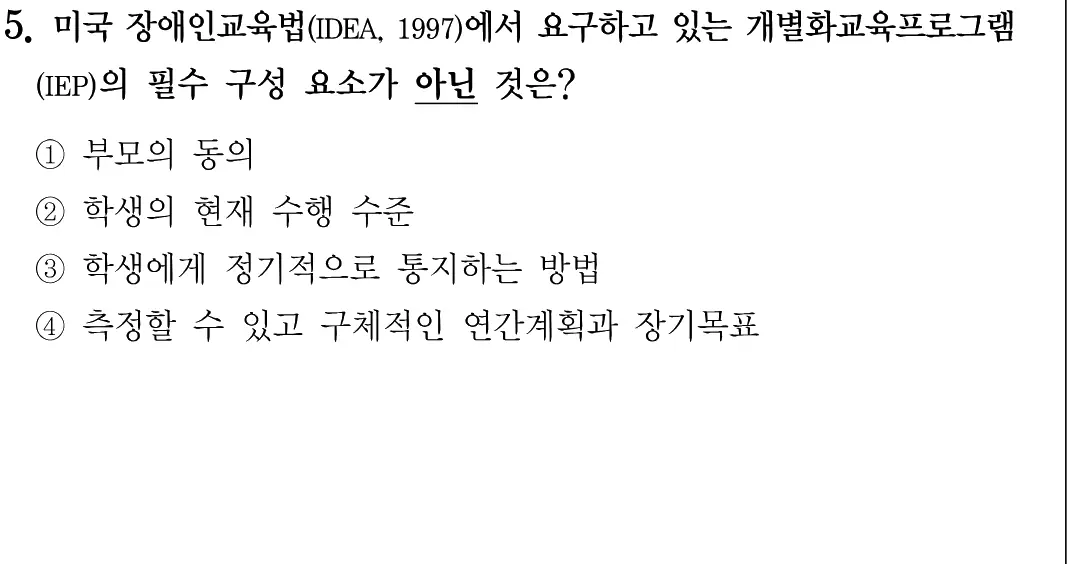 5. 미국 장애인교육법(IDEA, 1997)에서 요구하고 있는 개별화교육프로그램
(IEP)의 필수 구성 요소가 아닌 것은?
① 부모의 동의
② 학생의 현재 수행 수준
③ 학생에게 정기적으로 통지하는 방법
④ 측정할 수 있고 구체적인 연간계획과 장기목표